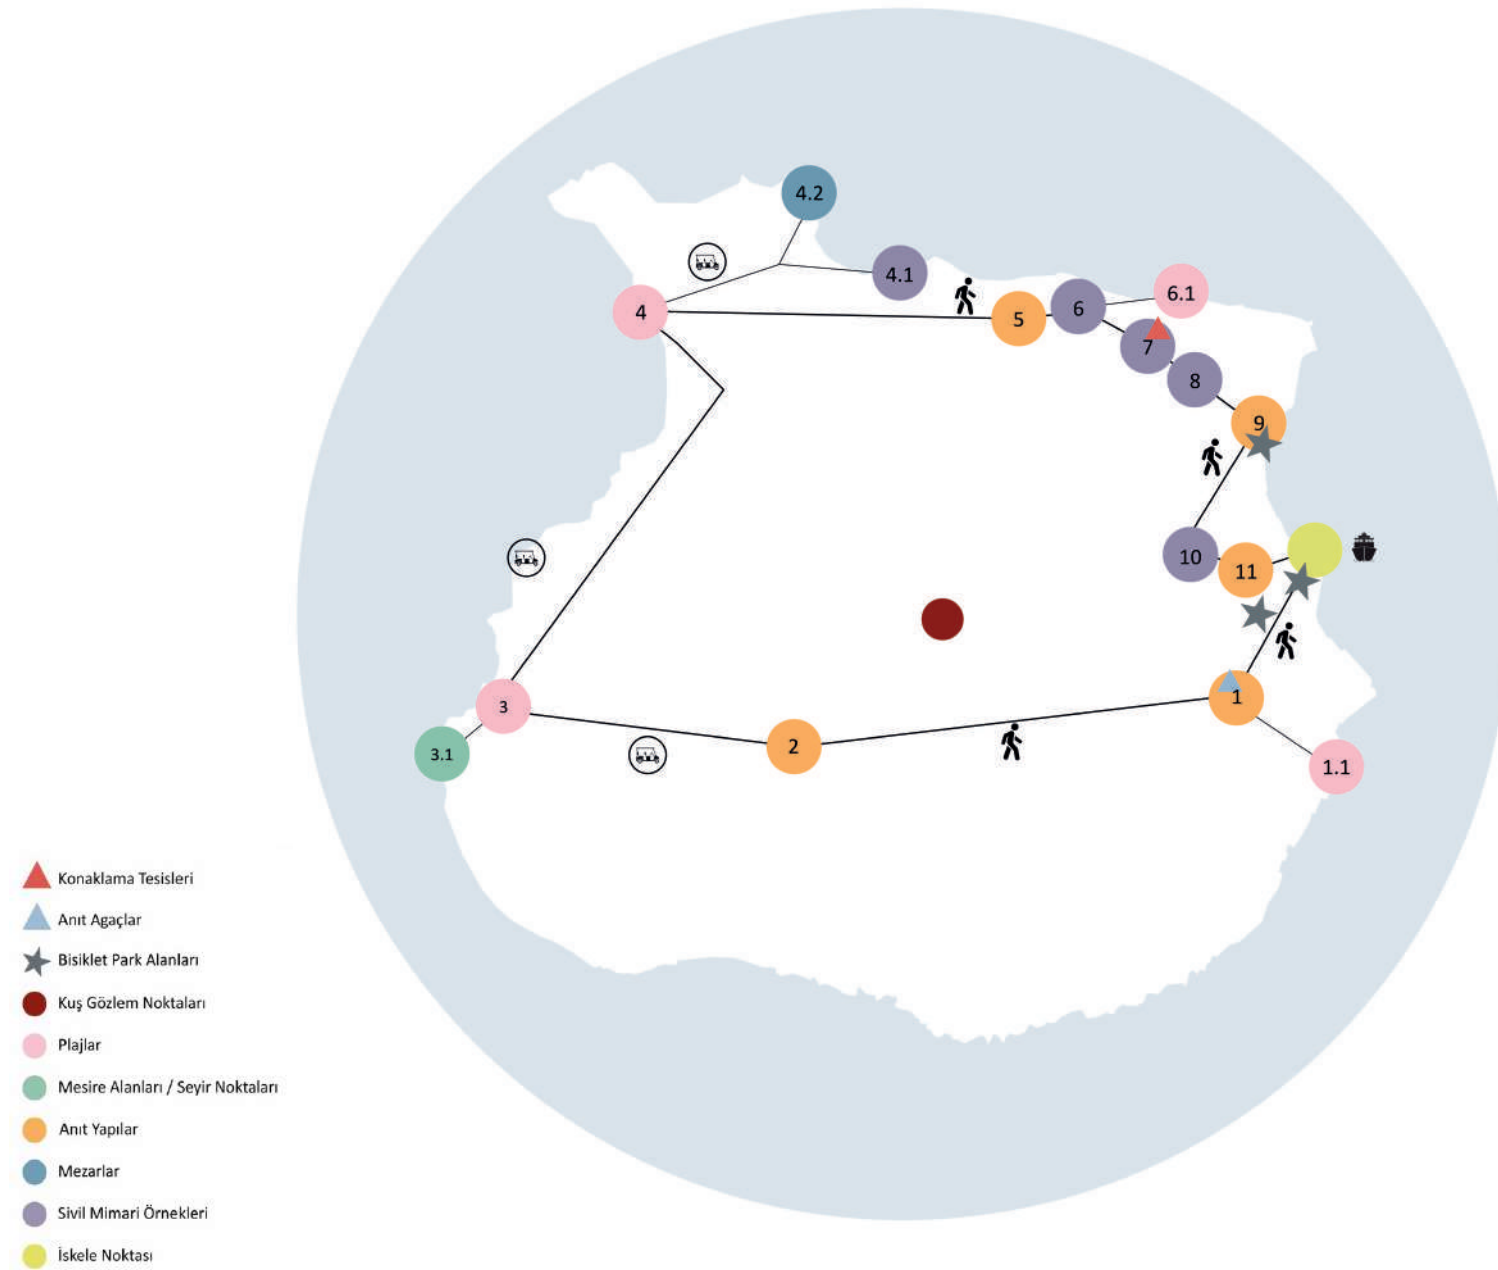 4.2
4.1
6.1
4
5
6
7
8
9
10
11
1
3
2
3.1
1.1
Konaklama Tesisleri
Anıt Agaçlar
Bisiklet Park Alanları
Kuş Gözlem Noktaları
Plajlar
Mesire Alanları / Seyir Noktaları
Anıt Yapılar
Mezarlar
Sivil Mimari Örnekleri
İskele Noktası